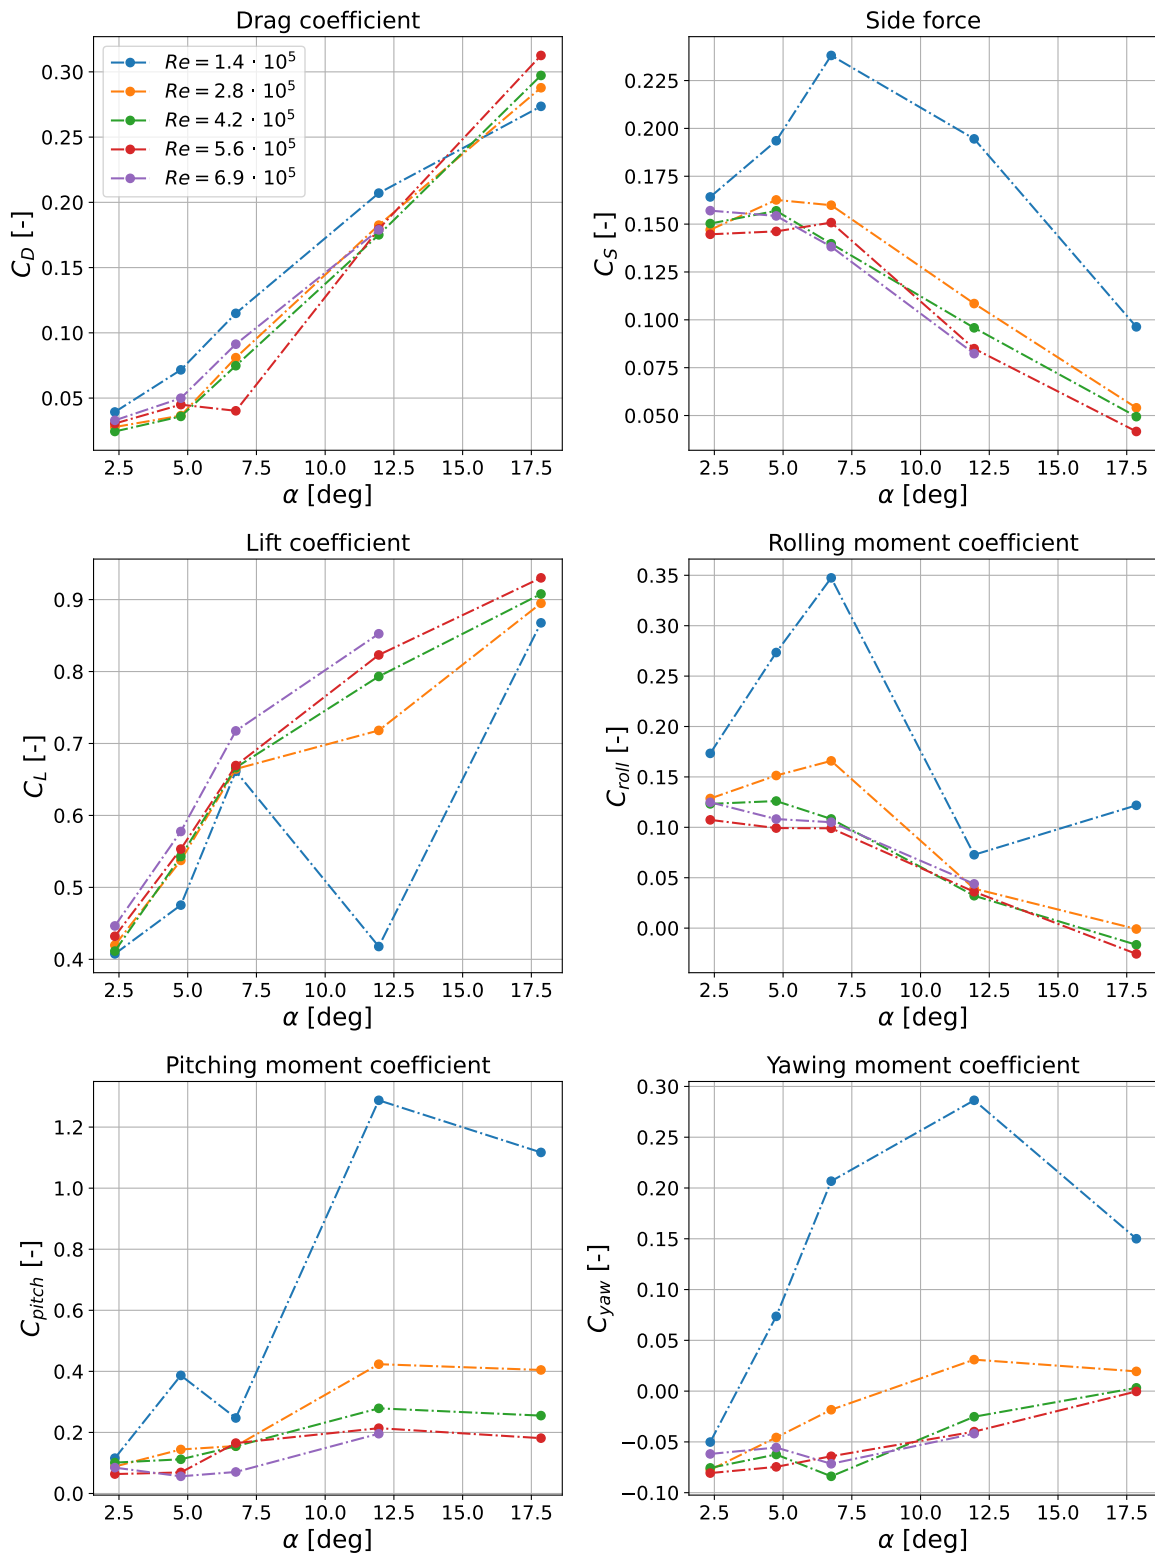 Drag coefficient
Re = 1.4 · 10⁵
Re = 2.8 · 10⁵
Re = 4.2 · 10⁵
Re = 5.6 · 10⁵
Re = 6.9 · 10⁵
0.30
0.25
0.20
0.15
0.10
0.05
C_D [-]
2.5 5.0 7.5 10.0 12.5 15.0 17.5
α [deg]
Side force
0.225
0.200
0.175
0.150
0.125
0.100
0.075
0.050
C_S [-]
2.5 5.0 7.5 10.0 12.5 15.0 17.5
α [deg]
Lift coefficient
0.9
0.8
0.7
0.6
0.5
0.4
C_L [-]
2.5 5.0 7.5 10.0 12.5 15.0 17.5
α [deg]
Rolling moment coefficient
0.35
0.30
0.25
0.20
0.15
0.10
0.05
0.00
C_roll [-]
2.5 5.0 7.5 10.0 12.5 15.0 17.5
α [deg]
Pitching moment coefficient
1.2
1.0
0.8
0.6
0.4
0.2
0.0
C_pitch [-]
2.5 5.0 7.5 10.0 12.5 15.0 17.5
α [deg]
Yawing moment coefficient
0.30
0.25
0.20
0.15
0.10
0.05
0.00
−0.05
−0.10
C_yaw [-]
2.5 5.0 7.5 10.0 12.5 15.0 17.5
α [deg]